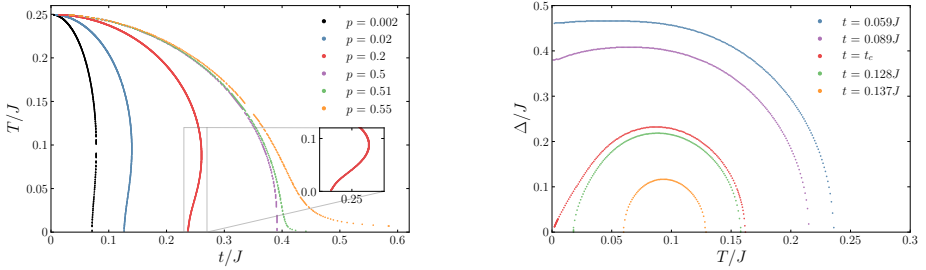 0.25
0.2
0.15
0.1
0.05
0
T/J
0
0.1
0.2
0.3
0.4
0.5
0.6
t/J
p = 0.002
p = 0.02
p = 0.2
p = 0.5
p = 0.51
p = 0.55
0.1
0.0
0.25
0.5
0.4
0.3
0.2
0.1
0
Δ/J
0
0.05
0.1
0.15
0.2
0.25
0.3
T/J
t = 0.059J
t = 0.089J
t = t_c
t = 0.128J
t = 0.137J